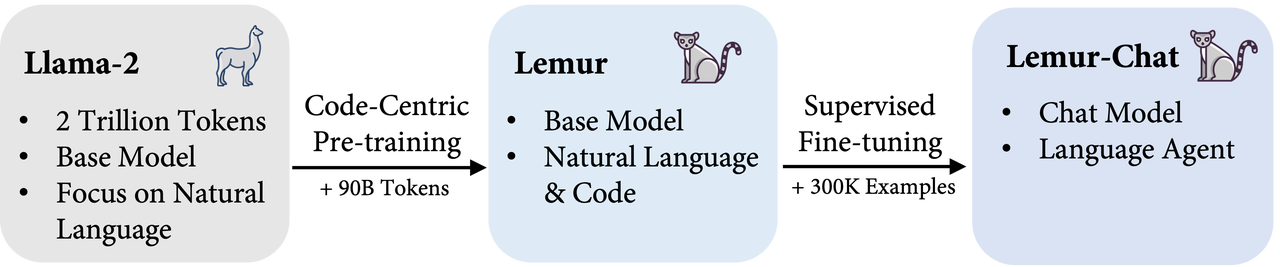 Llama-2
• 2 Trillion Tokens
• Base Model
• Focus on Natural
Language
Code-Centric
Pre-training
+ 90B Tokens
Lemur
• Base Model
• Natural Language
& Code
Supervised
Fine-tuning
+ 300K Examples
Lemur-Chat
• Chat Model
• Language Agent